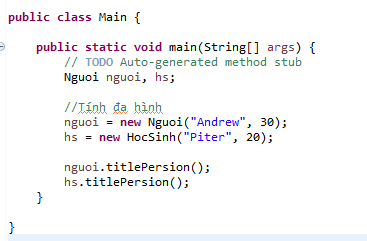 public class Main {
public static void main(String[] args) {
// TODO Auto-generated method stub
Nguoi nguoi, hs;
//Tính đa hình
nguoi = new Nguoi("Andrew", 30);
hs = new HocSinh("Piter", 20);
nguoi.titlePersion();
hs.titlePersion();
}
}